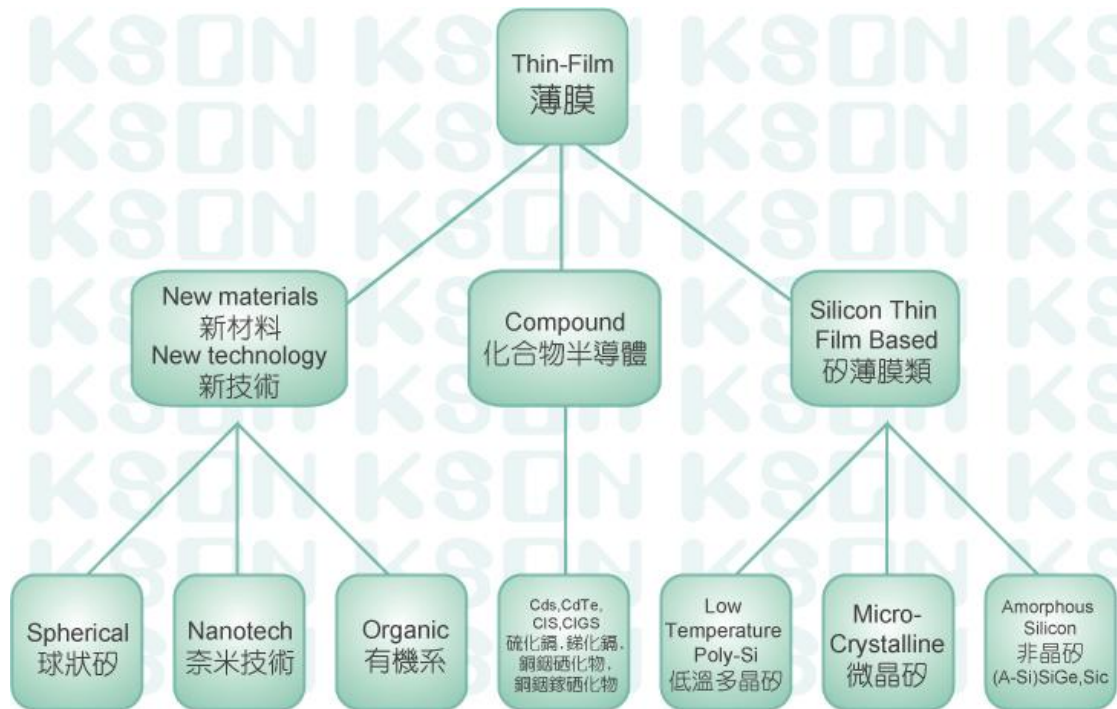 Thin-Film
薄膜
New materials
新材料
New technology
新技術
Compound
化合物半導體
Silicon Thin
Film Based
矽薄膜類
Spherical
球狀矽
Nanotech
奈米技術
Organic
有機系
Cds,CdTe,
CIS,CIGS
硫化鎘.銻化鎘.
銅銦硒化物.
銅銦鎵硒化物
Low
Temperature
Poly-Si
低溫多晶矽
Micro-
Crystalline
微晶矽
Amorphous
Silicon
非晶矽
(A-Si)SiGe,Sic
KSON